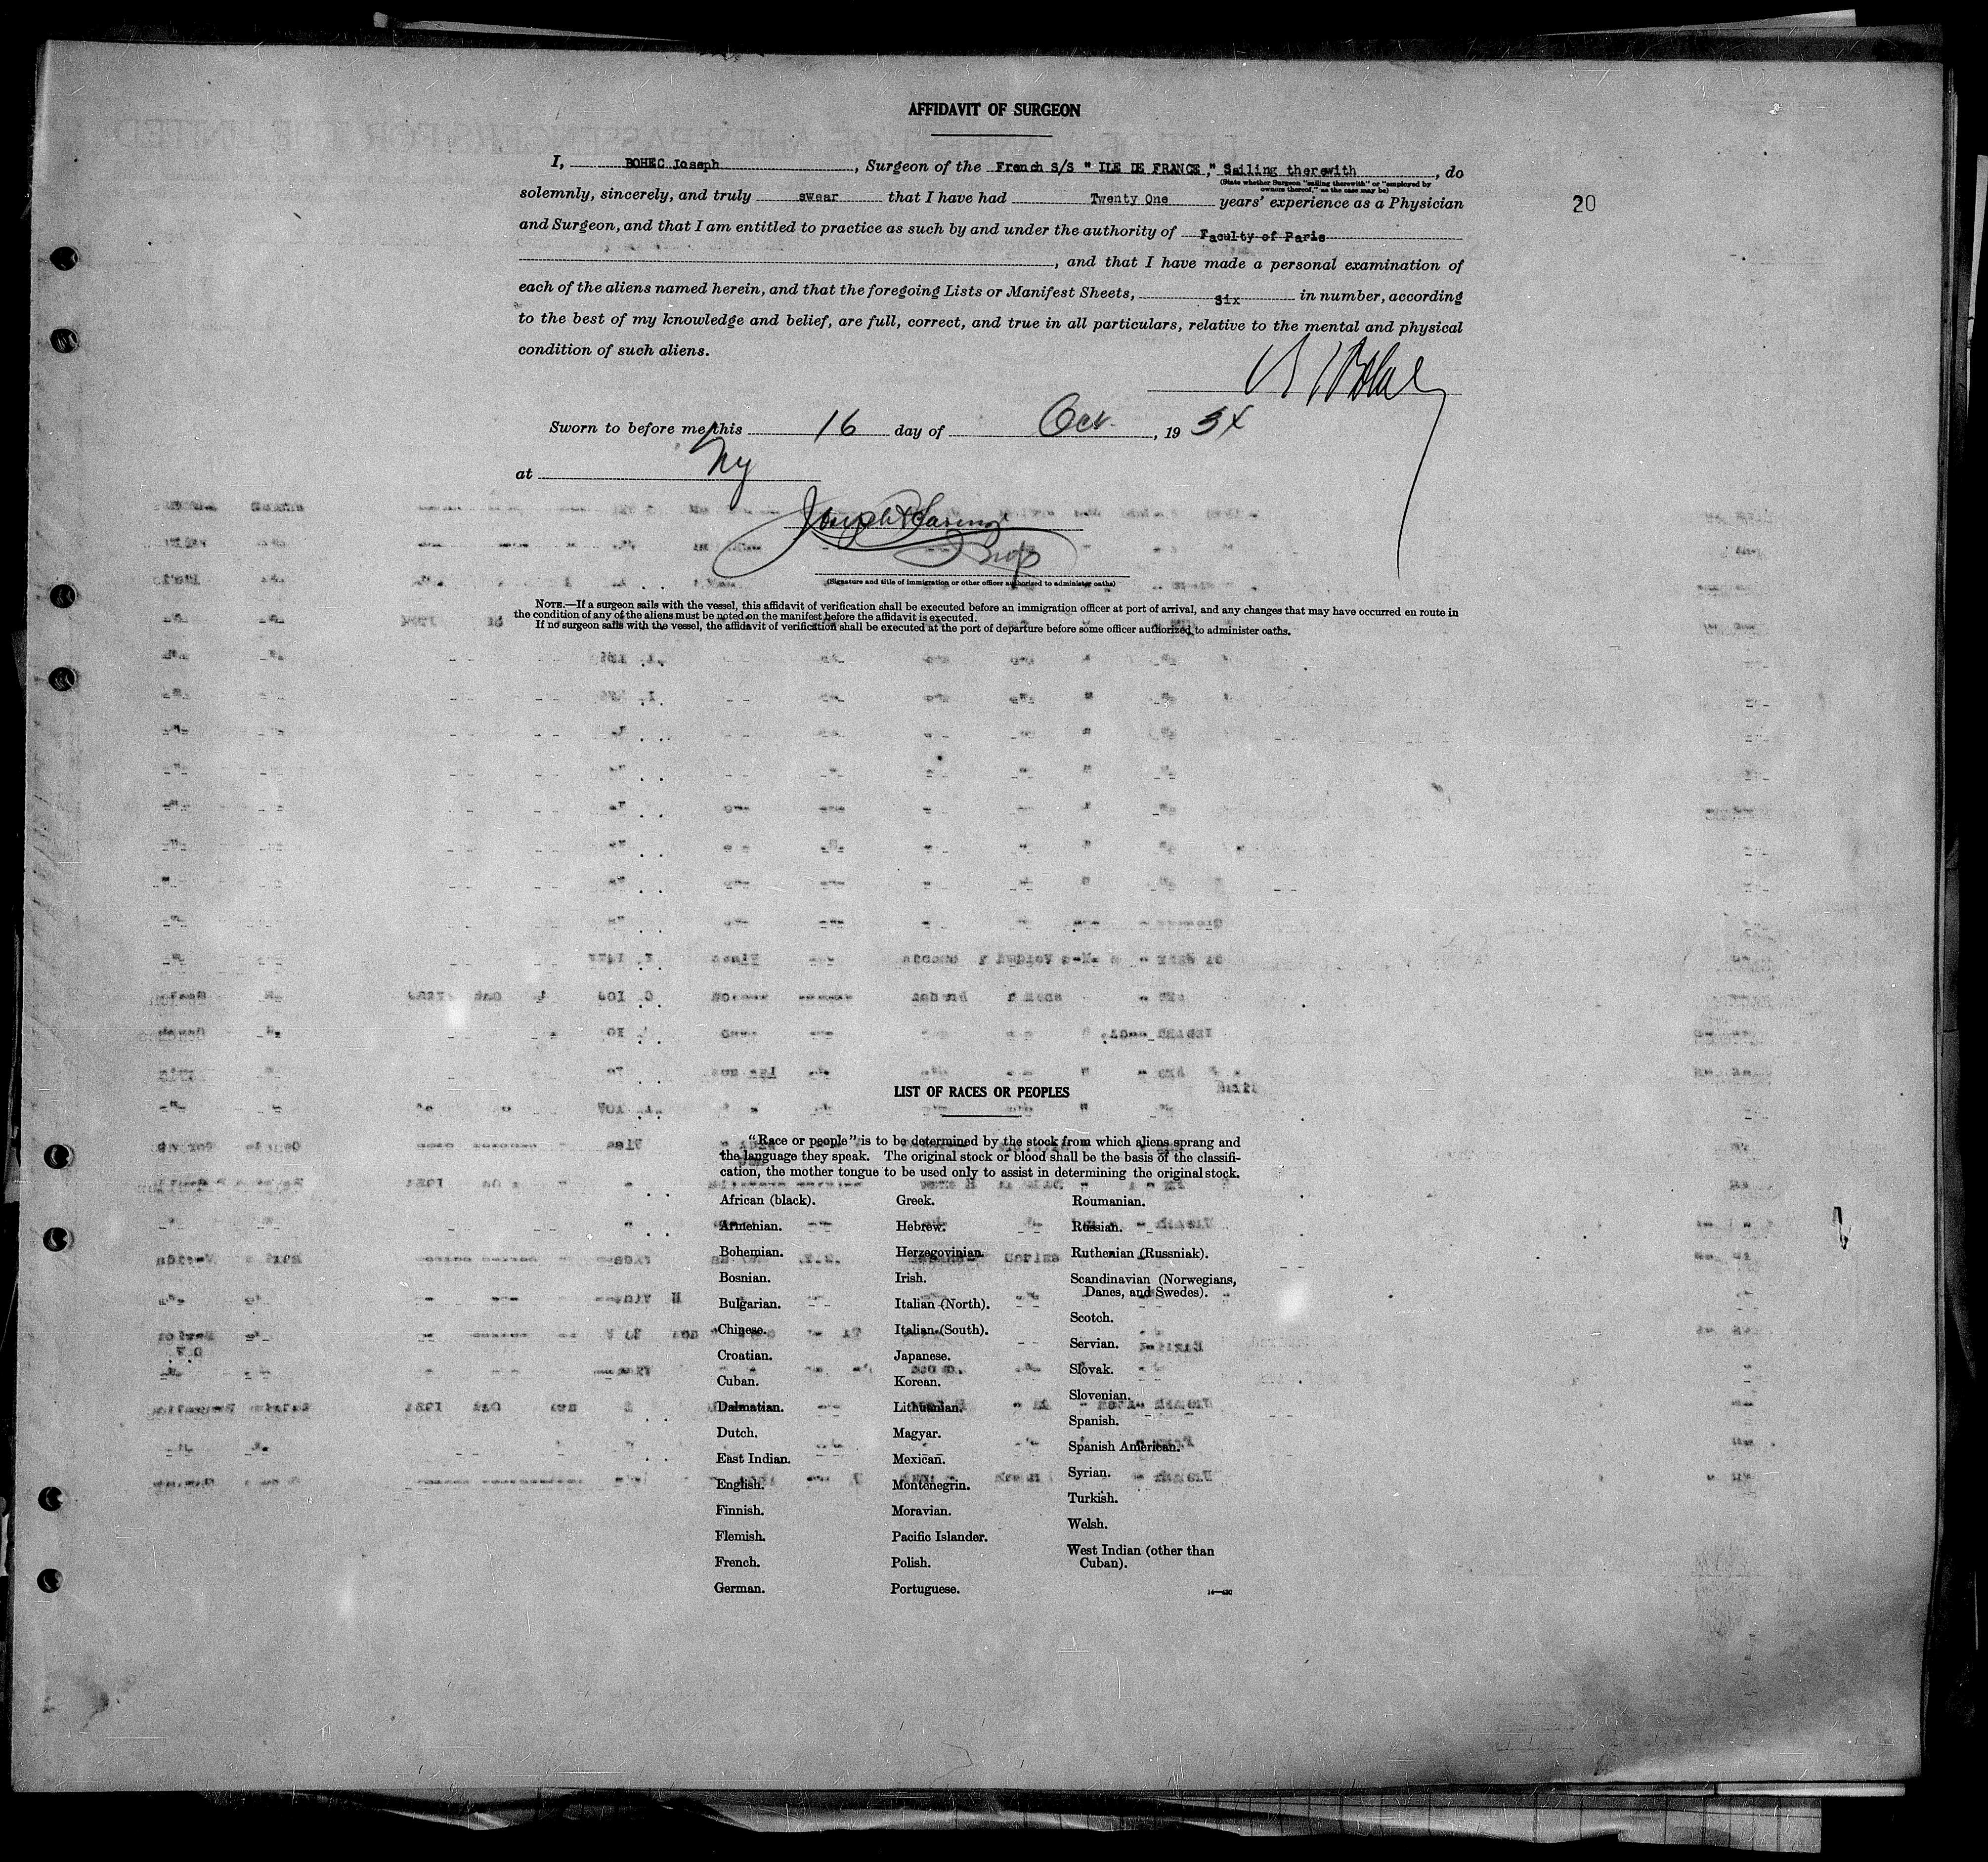 AFFIDAVIT OF SURGEON
I, BOHEC Joseph, Surgeon of the French S/S " ILE DE FRANCE," Sailing therewith, do
(State whether Surgeon "sailing therewith" or "employed by
owners thereof," as the case may be)
solemnly, sincerely, and truly swear that I have had Twenty One years' experience as a Physician
20
and Surgeon, and that I am entitled to practice as such by and under the authority of Faculty of Paris
, and that I have made a personal examination of
each of the aliens named herein, and that the foregoing Lists or Manifest Sheets, Six in number, according
to the best of my knowledge and belief, are full, correct, and true in all particulars, relative to the mental and physical
condition of such aliens.
Sworn to before me this 16 day of Oct., 1934
at Ny
Joseph
Insp
(Signature and title of immigration or other officer authorized to administer oaths)
NOTE.—If a surgeon sails with the vessel, this affidavit of verification shall be executed before an immigration officer at port of arrival, and any changes that may have occurred en route in
the condition of any of the aliens must be noted on the manifest before the affidavit is executed.
If no surgeon sails with the vessel, the affidavit of verification shall be executed at the port of departure before some officer authorized to administer oaths.
LIST OF RACES OR PEOPLES
"Race or people" is to be determined by the stock from which aliens sprang and
the language they speak. The original stock or blood shall be the basis of the classifi-
cation, the mother tongue to be used only to assist in determining the original stock.
African (black).
Armenian.
Bohemian.
Bosnian.
Bulgarian.
Chinese.
Croatian.
Cuban.
Dalmatian.
Dutch.
East Indian.
English.
Finnish.
Flemish.
French.
German.
Greek.
Hebrew.
Herzegovinian.
Irish.
Italian (North).
Italian (South).
Japanese.
Korean.
Lithuanian.
Magyar.
Mexican.
Montenegrin.
Moravian.
Pacific Islander.
Polish.
Portuguese.
Roumanian.
Russian.
Ruthenian (Russniak).
Scandinavian (Norwegians,
Danes, and Swedes).
Scotch.
Servian.
Slovak.
Slovenian.
Spanish.
Spanish American.
Syrian.
Turkish.
Welsh.
West Indian (other than
Cuban).